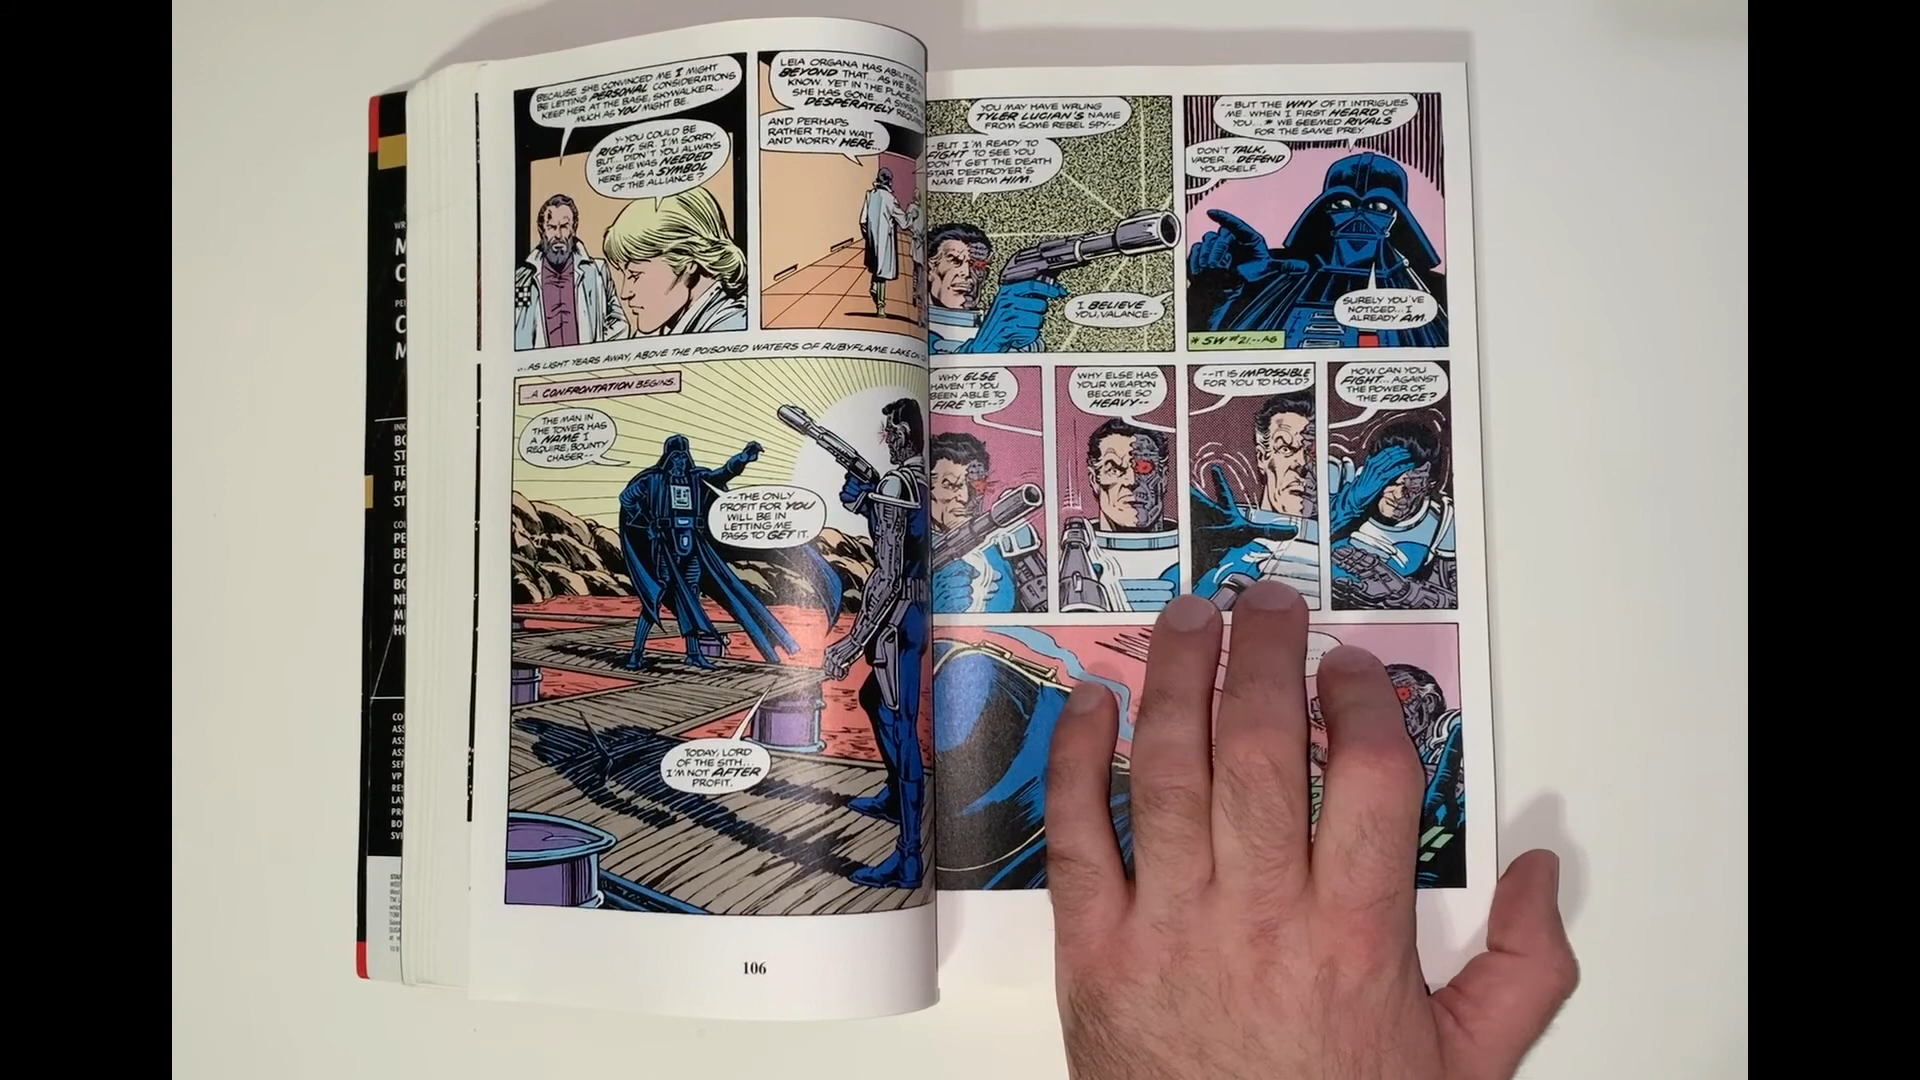 BECAUSE SHE CONVINCED ME I MIGHT
BE LETTING PERSONAL CONSIDERATIONS
KEEP HER AT THE BASE, SKYWALKER...
MUCH AS YOU MIGHT BE.
Y-YOU COULD BE
RIGHT, SIR. I'M SORRY.
BUT... DIDN'T YOU ALWAYS
SAY SHE WAS NEEDED
HERE... AS A SYMBOL
OF THE ALLIANCE?
LEIA ORGANA HAS ABILITIES
BEYOND THAT... AS WE BOTH
KNOW. YET IN THE PLACE
SHE HAS GONE... A SYMBOL
DESPERATELY
AND PERHAPS
RATHER THAN WAIT
AND WORRY HERE...
...AS LIGHT YEARS AWAY, ABOVE THE POISONED WATERS OF RUBYFLAME LAKE ON
...A CONFRONTATION BEGINS.
THE MAN IN
THE TOWER HAS
A NAME I
REQUIRE, BOUNTY
CHASER--
--THE ONLY
PROFIT FOR YOU
WILL BE IN
LETTING ME
PASS TO GET IT.
TODAY, LORD
OF THE SITH...
I'M NOT AFTER
PROFIT.
106
YOU MAY HAVE WRUNG
TYLER LUCIAN'S NAME
FROM SOME REBEL SPY--
--BUT I'M READY TO
FIGHT TO SEE YOU
DON'T GET THE DEATH
STAR DESTROYER'S
NAME FROM HIM.
I BELIEVE
YOU, VALANCE--
--BUT THE WHY OF IT INTRIGUES
ME. WHEN I FIRST HEARD OF
YOU...* WE SEEMED RIVALS
FOR THE SAME PREY.
DON'T TALK,
VADER... DEFEND
YOURSELF.
SURELY YOU'VE
NOTICED... I
ALREADY AM.
* SW #21.--AG
WHY ELSE
HAVEN'T YOU
BEEN ABLE TO
FIRE YET--?
WHY ELSE HAS
YOUR WEAPON
BECOME SO
HEAVY--
--IT IS IMPOSSIBLE
FOR YOU TO HOLD?
HOW CAN YOU
FIGHT... AGAINST
THE POWER OF
THE FORCE?